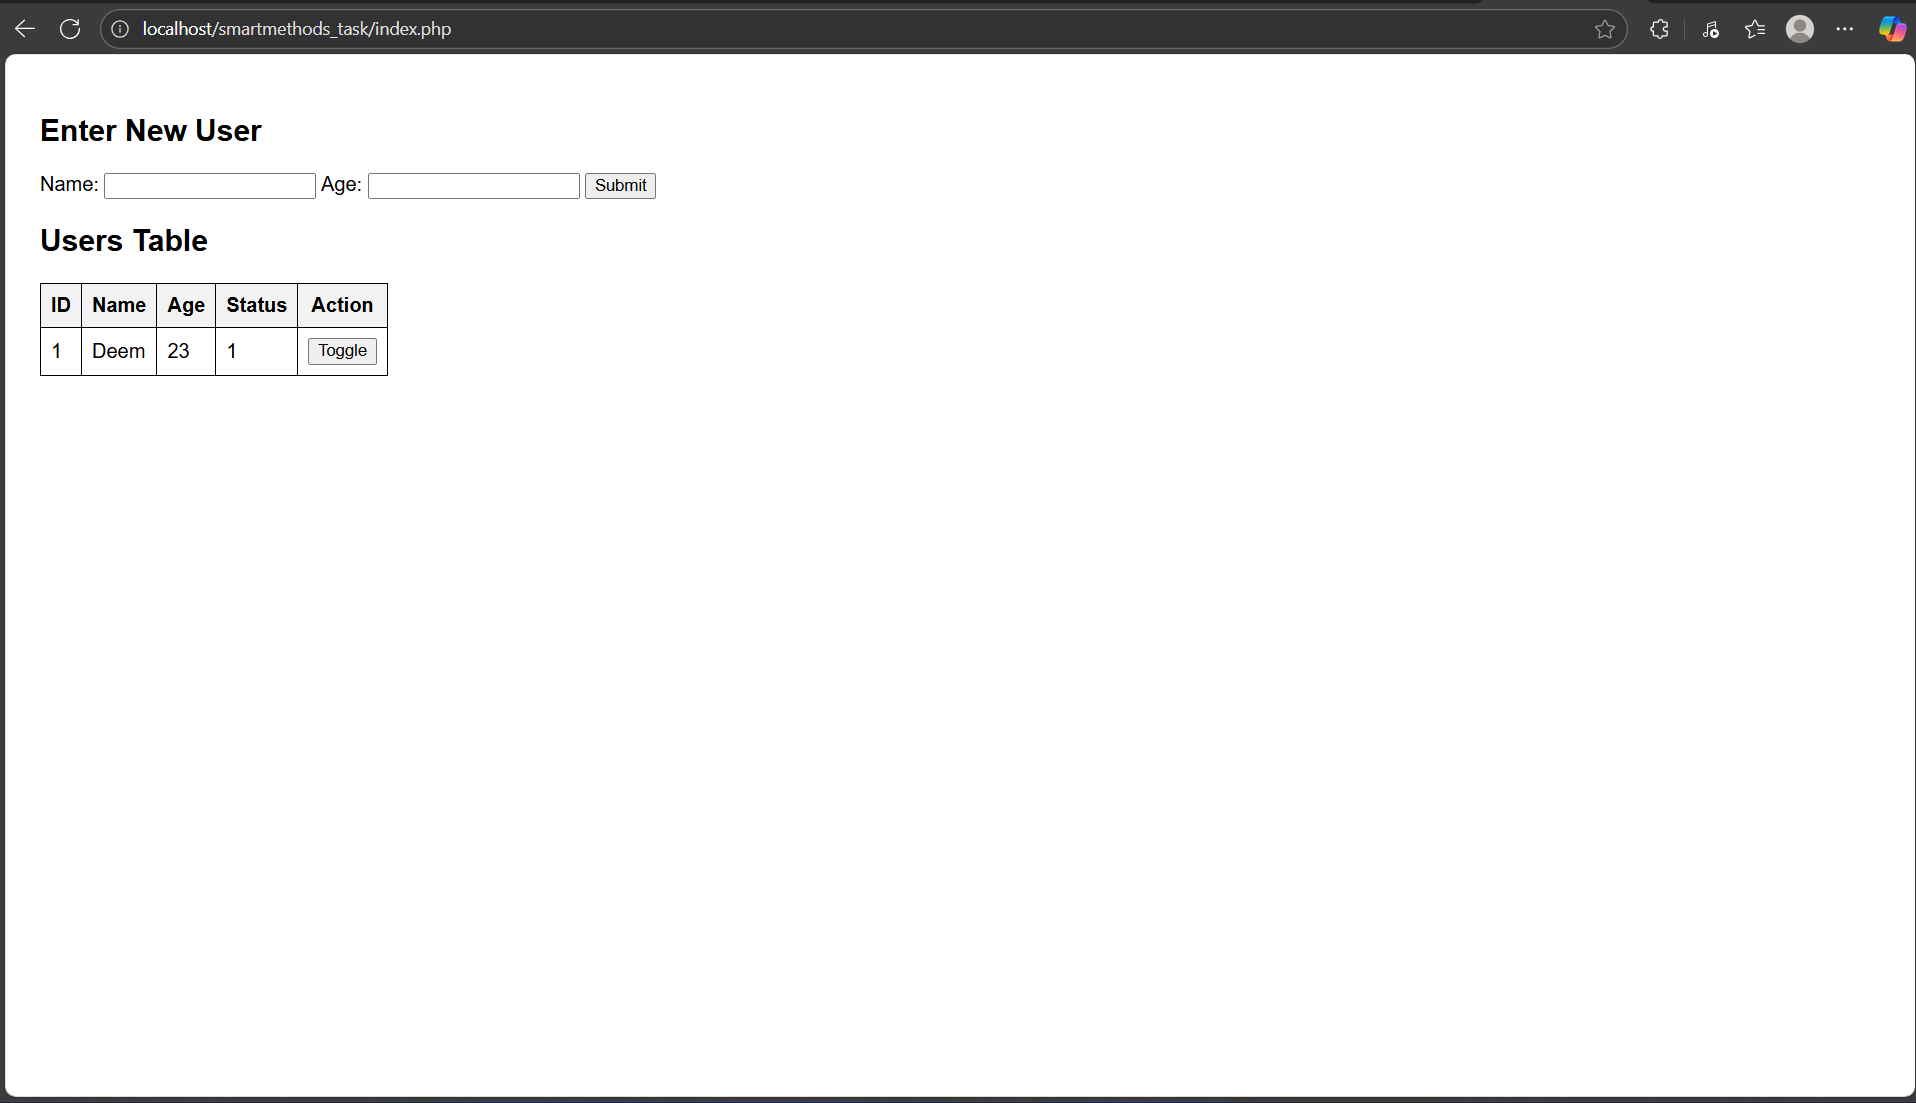 localhost/smartmethods_task/index.php
Enter New User
Name: Age: Submit
Users Table
ID Name Age Status Action
1 Deem 23 1 Toggle